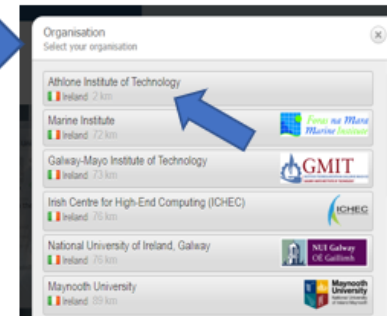 Organisation
Select your organisation
Athlone Institute of Technology
Ireland 2 km
Marine Institute
Ireland 72 km
Foras na Mara
Marine Institute
Galway-Mayo Institute of Technology
Ireland 73 km
GMIT
Irish Centre for High-End Computing (ICHEC)
Ireland 76 km
ICHEC
National University of Ireland, Galway
Ireland 76 km
NUI Galway
OÉ Gaillimh
Maynooth University
Ireland 89 km
Maynooth
University
National University
of Ireland Maynooth